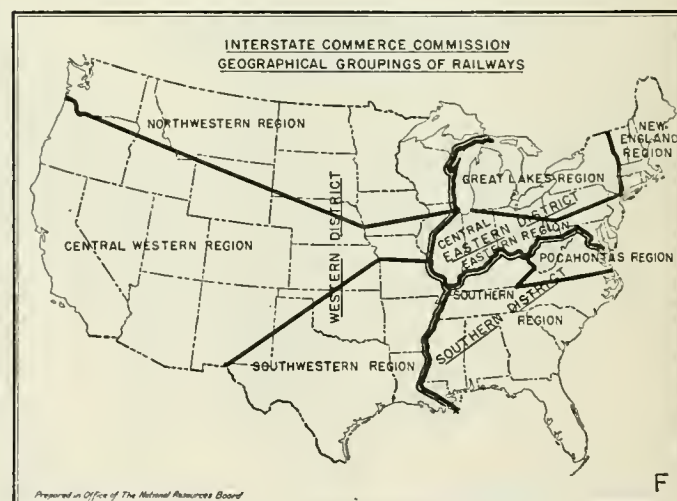 INTERSTATE COMMERCE COMMISSION
GEOGRAPHICAL GROUPINGS OF RAILWAYS
NORTHWESTERN REGION
NEW
ENGLAND
REGION
GREAT LAKES REGION
CENTRAL
EASTERN DISTRICT
EASTERN REGION
CENTRAL WESTERN REGION
WESTERN DISTRICT
POCAHONTAS REGION
SOUTHERN
SOUTHERN DISTRICT
REGION
SOUTHWESTERN REGION
Prepared in Office of The National Resources Board
F